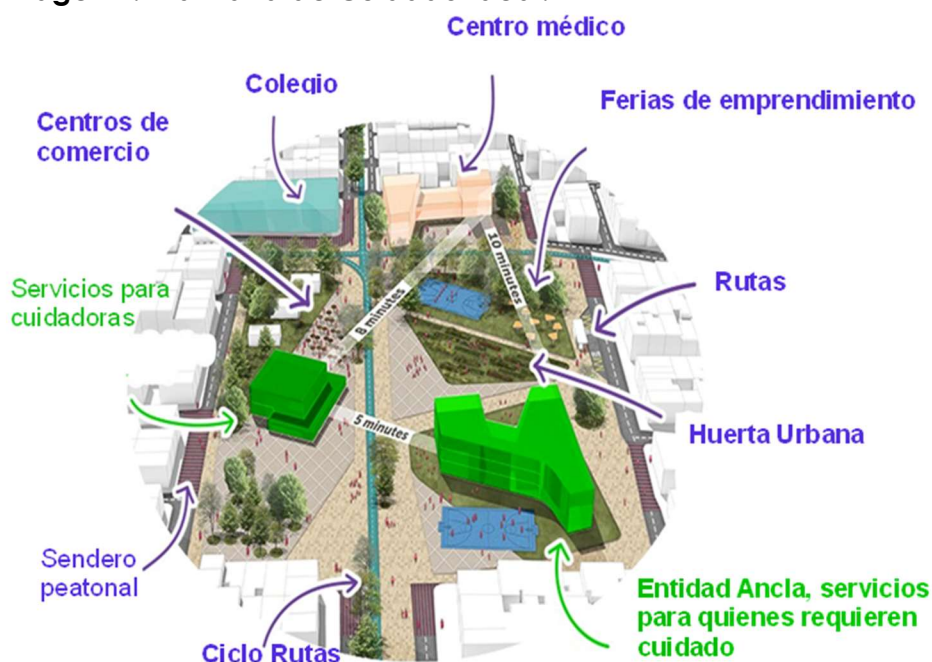 Centro médico
Colegio
Ferias de emprendimiento
Centros de
comercio
10 minutes
Servicios para
cuidadoras
8 minutes
Rutas
5 minutes
Huerta Urbana
Sendero
peatonal
Entidad Ancla, servicios
para quienes requieren
cuidado
Ciclo Rutas